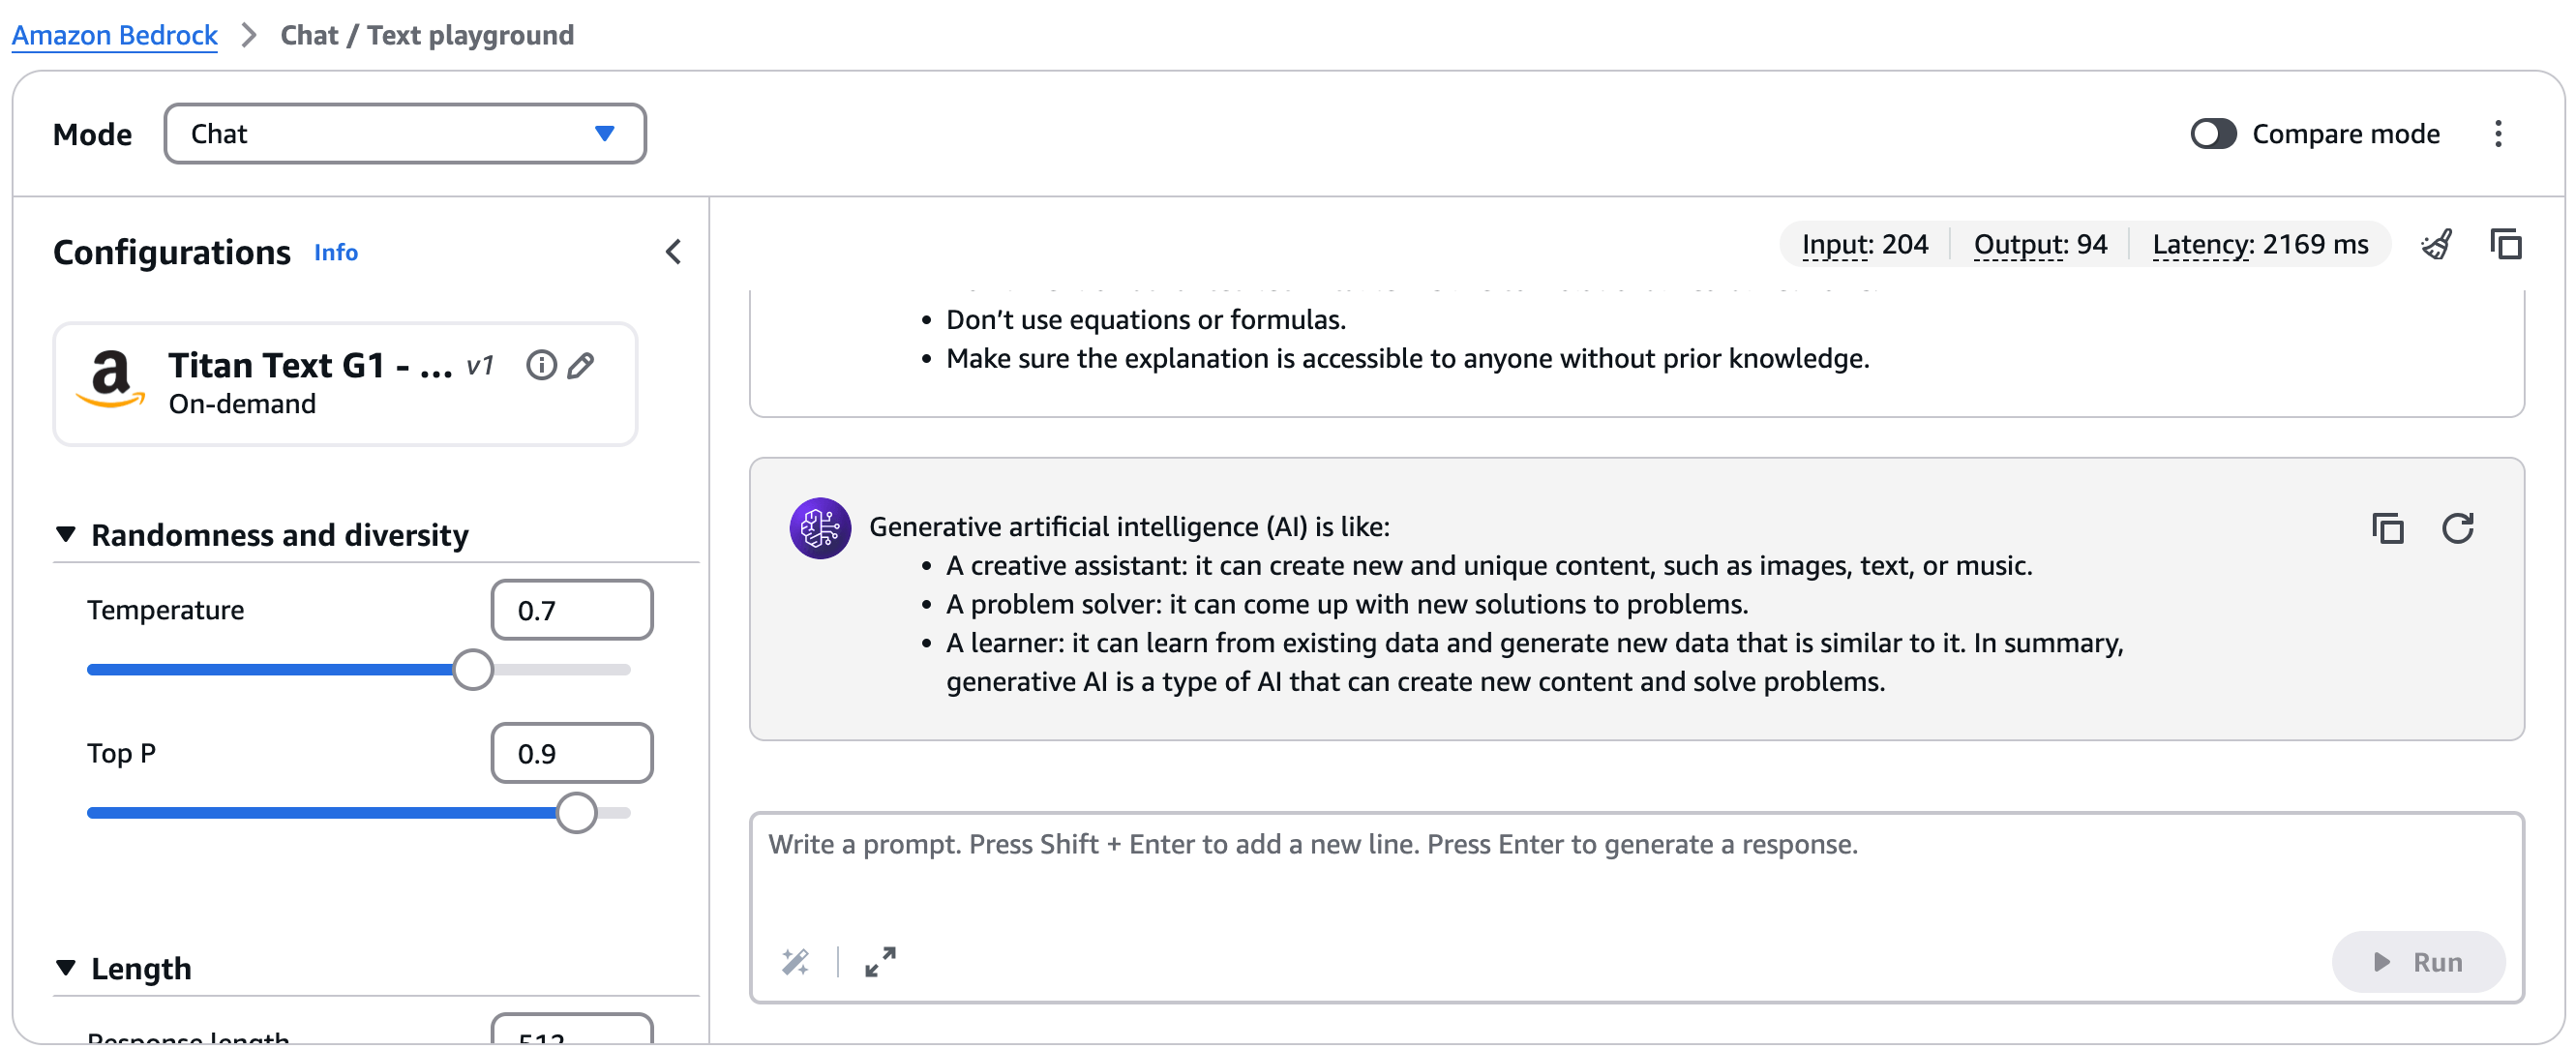 Amazon Bedrock > Chat / Text playground
Mode
Chat
Compare mode
Configurations Info
Input: 204
Output: 94
Latency: 2169 ms
Titan Text G1 - ... v1
On-demand
Randomness and diversity
Temperature
0.7
Top P
0.9
Length
Response length
512
• Don’t use equations or formulas.
• Make sure the explanation is accessible to anyone without prior knowledge.
Generative artificial intelligence (AI) is like:
• A creative assistant: it can create new and unique content, such as images, text, or music.
• A problem solver: it can come up with new solutions to problems.
• A learner: it can learn from existing data and generate new data that is similar to it. In summary,
generative AI is a type of AI that can create new content and solve problems.
Write a prompt. Press Shift + Enter to add a new line. Press Enter to generate a response.
Run